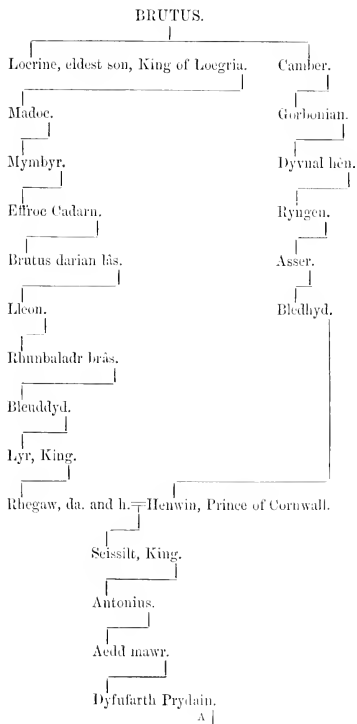 BRUTUS.
Locrine, eldest son, King of Loegria. Camber.
Madoc. Gorbonian.
Mymbyr. Dyvnal hên.
Effroc Cadarn. Ryngen.
Brutus darian lâs. Asser.
Lleon. Bledhyd.
Rhunbaladr brâs.
Bleuddyd.
Lyr, King.
Rhegaw, da. and h.=Henwin, Prince of Cornwall.
Seissilt, King.
Antonius.
Aedd mawr.
Dyfufarth Prydain.
A